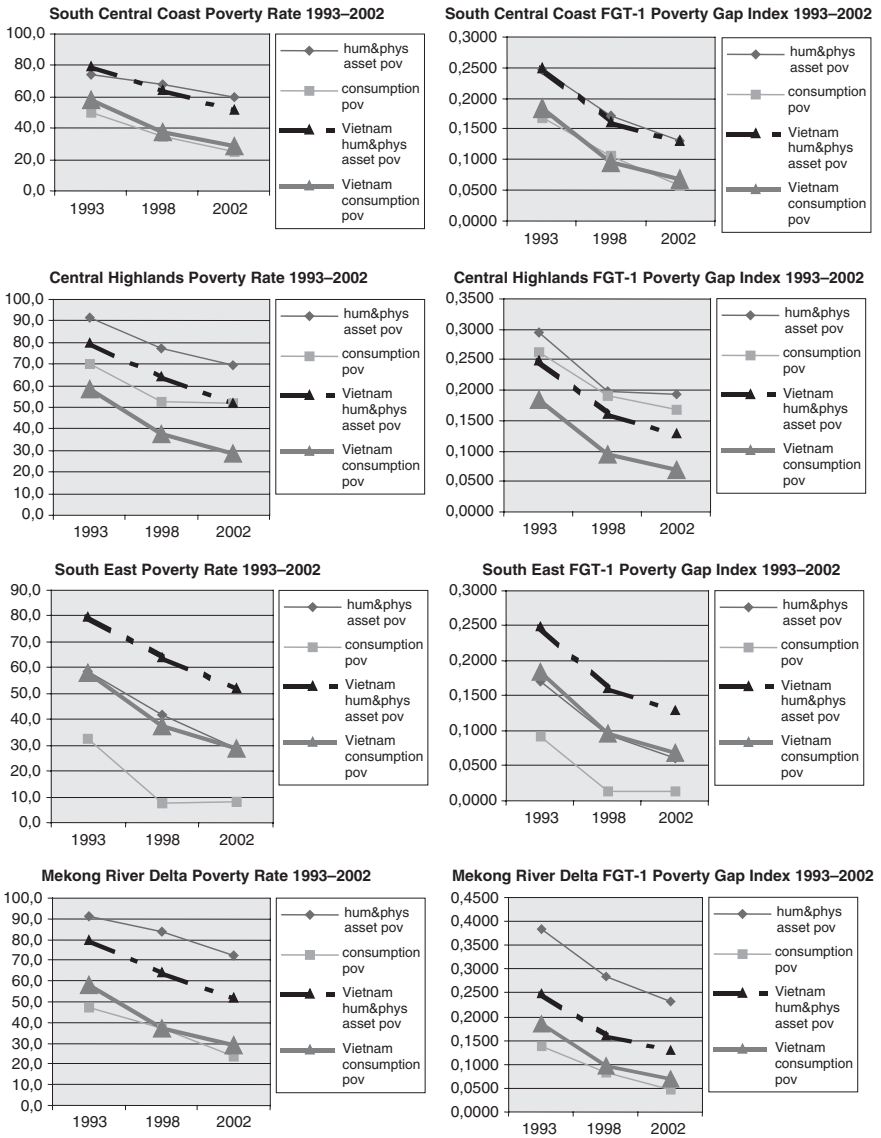 South Central Coast Poverty Rate 1993–2002
100,0
80,0
60,0
40,0
20,0
0,0
1993 1998 2002
hum&phys
asset pov
consumption
pov
Vietnam
hum&phys
asset pov
Vietnam
consumption
pov
South Central Coast FGT-1 Poverty Gap Index 1993–2002
0,3000
0,2500
0,2000
0,1500
0,1000
0,0500
0,0000
1993 1998 2002
hum&phys
asset pov
consumption
pov
Vietnam
hum&phys
asset pov
Vietnam
consumption
pov
Central Highlands Poverty Rate 1993–2002
100,0
90,0
80,0
70,0
60,0
50,0
40,0
30,0
20,0
10,0
0,0
1993 1998 2002
hum&phys
asset pov
consumption
pov
Vietnam
hum&phys
asset pov
Vietnam
consumption
pov
Central Highlands FGT-1 Poverty Gap Index 1993–2002
0,3500
0,3000
0,2500
0,2000
0,1500
0,1000
0,0500
0,0000
1993 1998 2002
hum&phys
asset pov
consumption
pov
Vietnam
hum&phys
asset pov
Vietnam
consumption
pov
South East Poverty Rate 1993–2002
90,0
80,0
70,0
60,0
50,0
40,0
30,0
20,0
10,0
0,0
1993 1998 2002
hum&phys
asset pov
consumption
pov
Vietnam
hum&phys
asset pov
Vietnam
consumption
pov
South East FGT-1 Poverty Gap Index 1993–2002
0,3000
0,2500
0,2000
0,1500
0,1000
0,0500
0,0000
1993 1998 2002
hum&phys
asset pov
consumption
pov
Vietnam
hum&phys
asset pov
Vietnam
consumption
pov
Mekong River Delta Poverty Rate 1993–2002
100,0
90,0
80,0
70,0
60,0
50,0
40,0
30,0
20,0
10,0
0,0
1993 1998 2002
hum&phys
asset pov
consumption
pov
Vietnam
hum&phys
asset pov
Vietnam
consumption
pov
Mekong River Delta FGT-1 Poverty Gap Index 1993–2002
0,4500
0,4000
0,3500
0,3000
0,2500
0,2000
0,1500
0,1000
0,0500
0,0000
1993 1998 2002
hum&phys
asset pov
consumption
pov
Vietnam
hum&phys
asset pov
Vietnam
consumption
pov